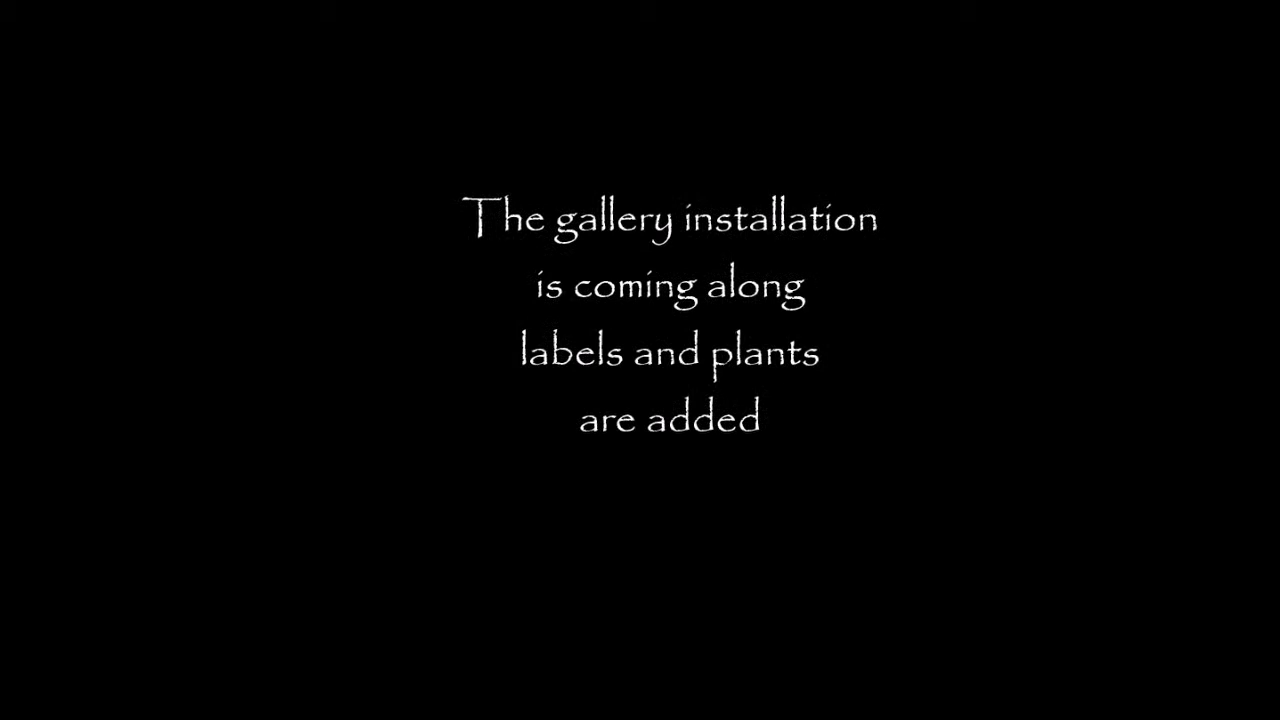 The gallery installation
is coming along
labels and plants
are added